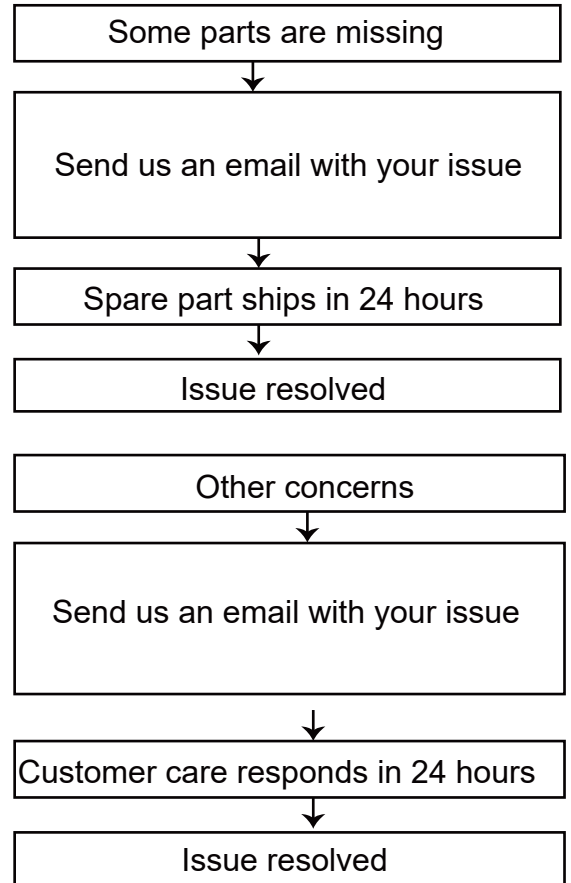 Some parts are missing
Send us an email with your issue
Spare part ships in 24 hours
Issue resolved
Other concerns
Send us an email with your issue
Customer care responds in 24 hours
Issue resolved